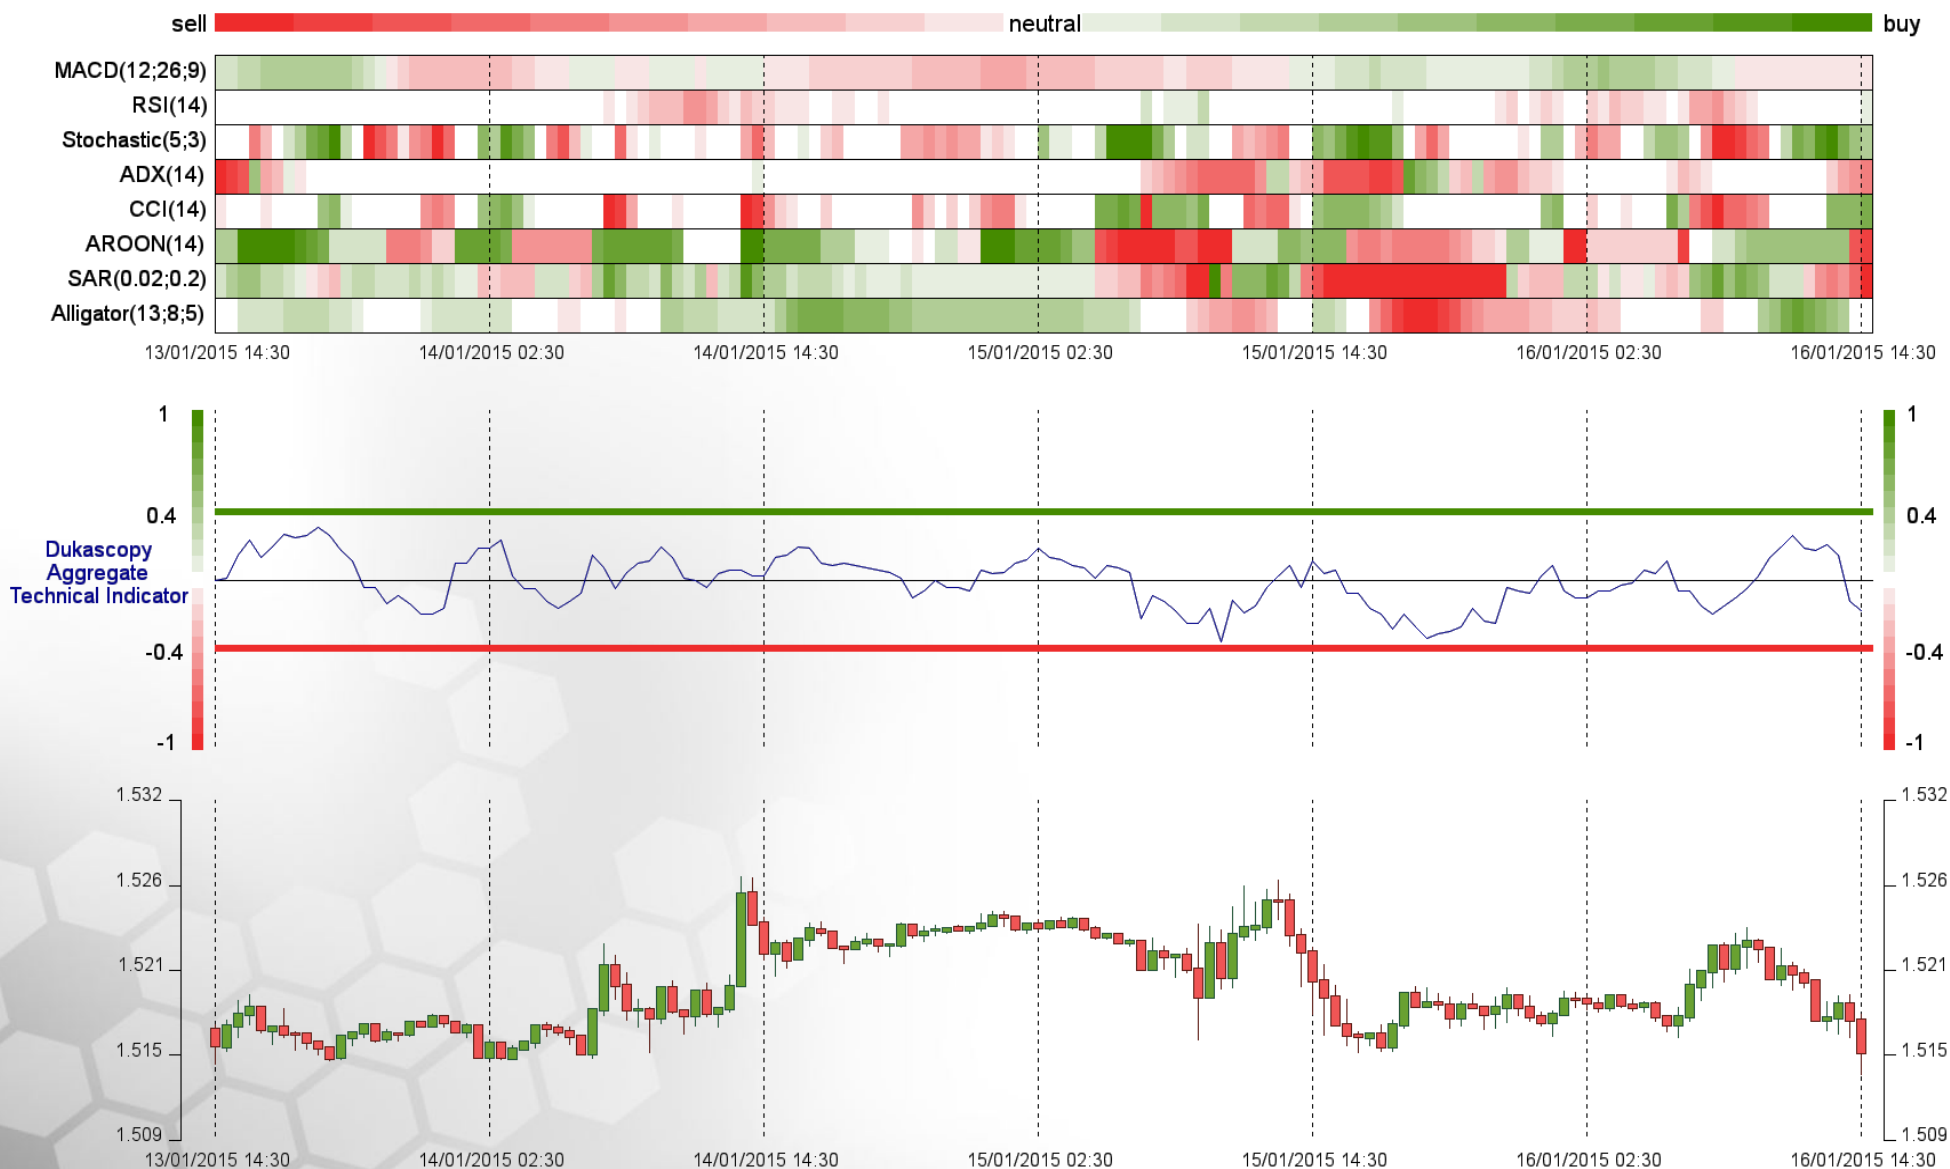 sell neutral buy
MACD(12;26;9)
RSI(14)
Stochastic(5;3)
ADX(14)
CCI(14)
AROON(14)
SAR(0.02;0.2)
Alligator(13;8;5)
13/01/2015 14:30 14/01/2015 02:30 14/01/2015 14:30 15/01/2015 02:30 15/01/2015 14:30 16/01/2015 02:30 16/01/2015 14:30
1 1
0.4 0.4
Dukascopy
Aggregate
Technical Indicator
-0.4 -0.4
-1 -1
1.532 1.532
1.526 1.526
1.521 1.521
1.515 1.515
1.509 1.509
13/01/2015 14:30 14/01/2015 02:30 14/01/2015 14:30 15/01/2015 02:30 15/01/2015 14:30 16/01/2015 02:30 16/01/2015 14:30